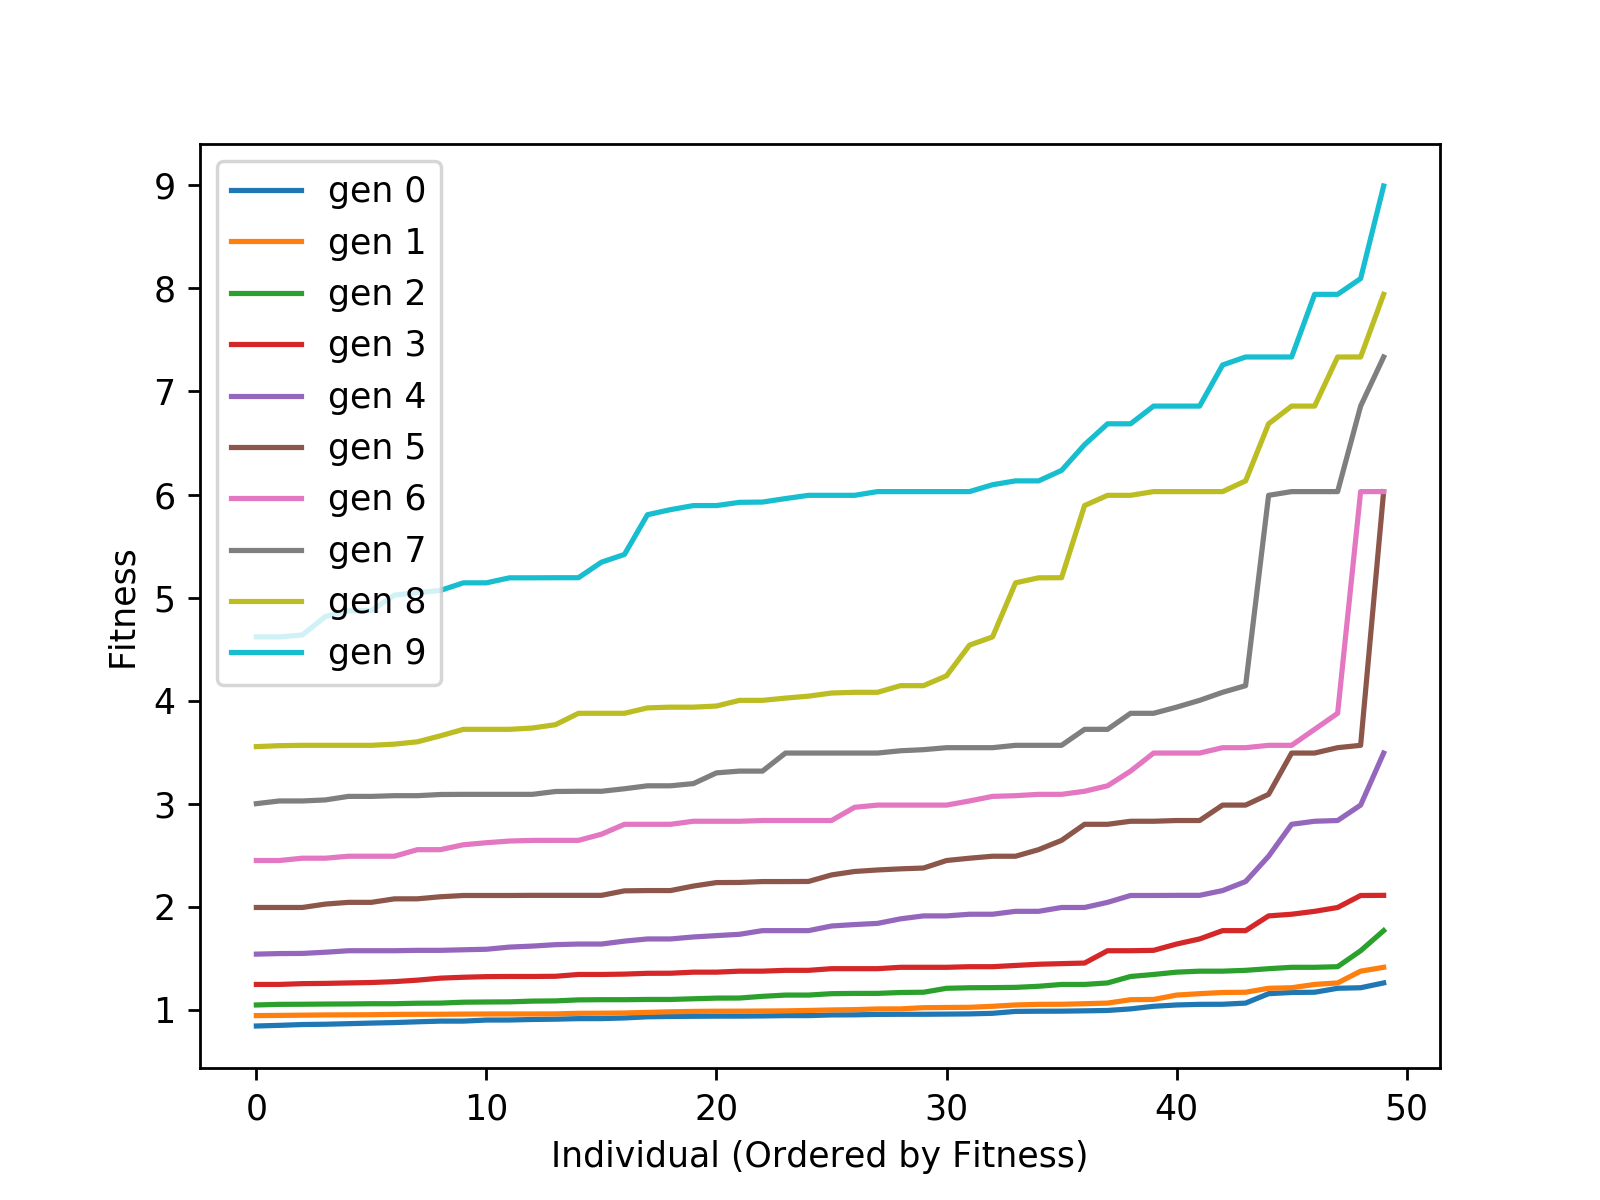 gen 0
gen 1
gen 2
gen 3
gen 4
gen 5
gen 6
gen 7
gen 8
gen 9
9
8
7
6
5
4
3
2
1
Fitness
0 10 20 30 40 50
Individual (Ordered by Fitness)